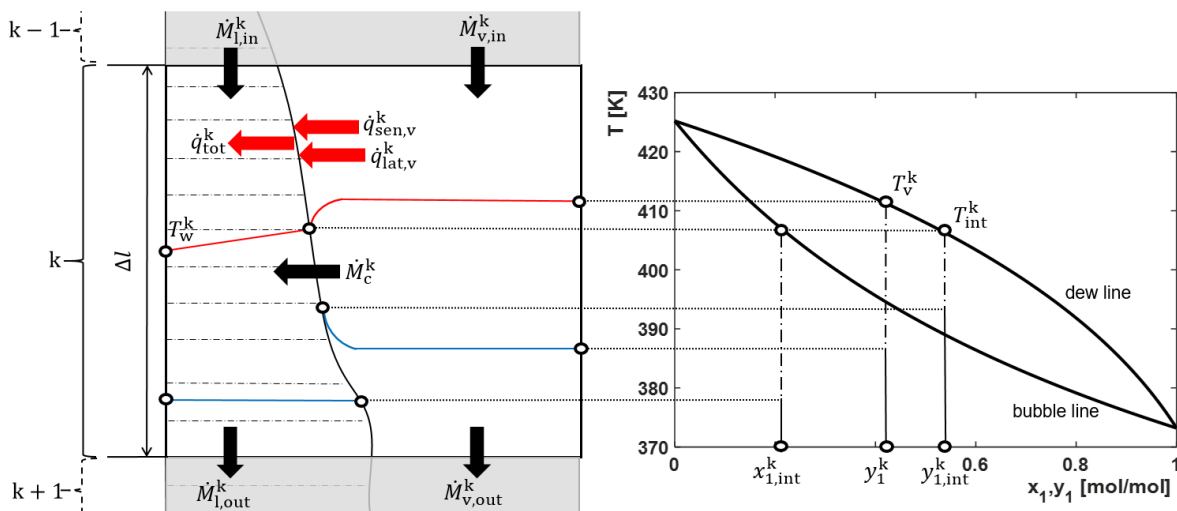 k − 1
k
k + 1
Δl
Ṁ^k_l,in
Ṁ^k_v,in
q̇^k_sen,v
q̇^k_tot
q̇^k_lat,v
T^k_w
Ṁ^k_c
Ṁ^k_l,out
Ṁ^k_v,out
T [K]
430
420
410
400
390
380
370
T^k_v
T^k_int
dew line
bubble line
0
x^k_1,int
y^k_1
y^k_1,int
0.6
0.8
1
x_1,y_1 [mol/mol]